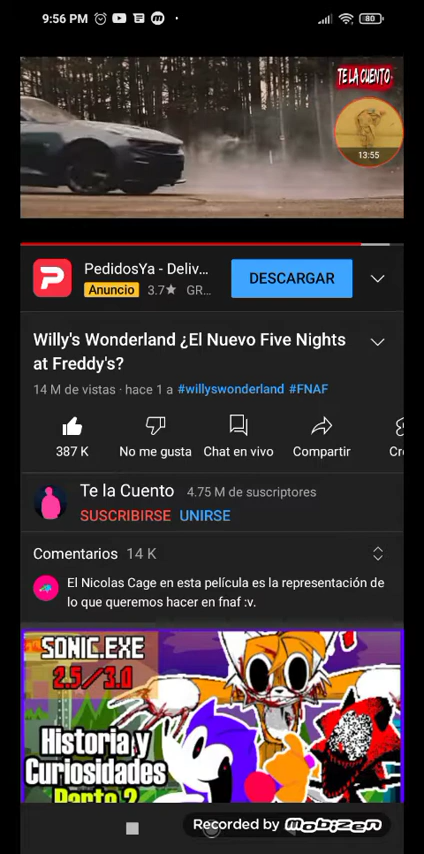 9:56 PM
80
TE LA CUENTO
13:55
PedidosYa - Deliv...
DESCARGAR
Anuncio 3.7★ GR...
Willy's Wonderland ¿El Nuevo Five Nights
at Freddy's?
14 M de vistas · hace 1 a #willyswonderland #FNAF
387 K No me gusta Chat en vivo Compartir Cr
Te la Cuento 4.75 M de suscriptores
SUSCRIBIRSE UNIRSE
Comentarios 14 K
El Nicolas Cage en esta película es la representación de
lo que queremos hacer en fnaf :v.
SONIC.EXE
2.5/3.0
Historia y
Curiosidades
Parte 2
Recorded by mobizen